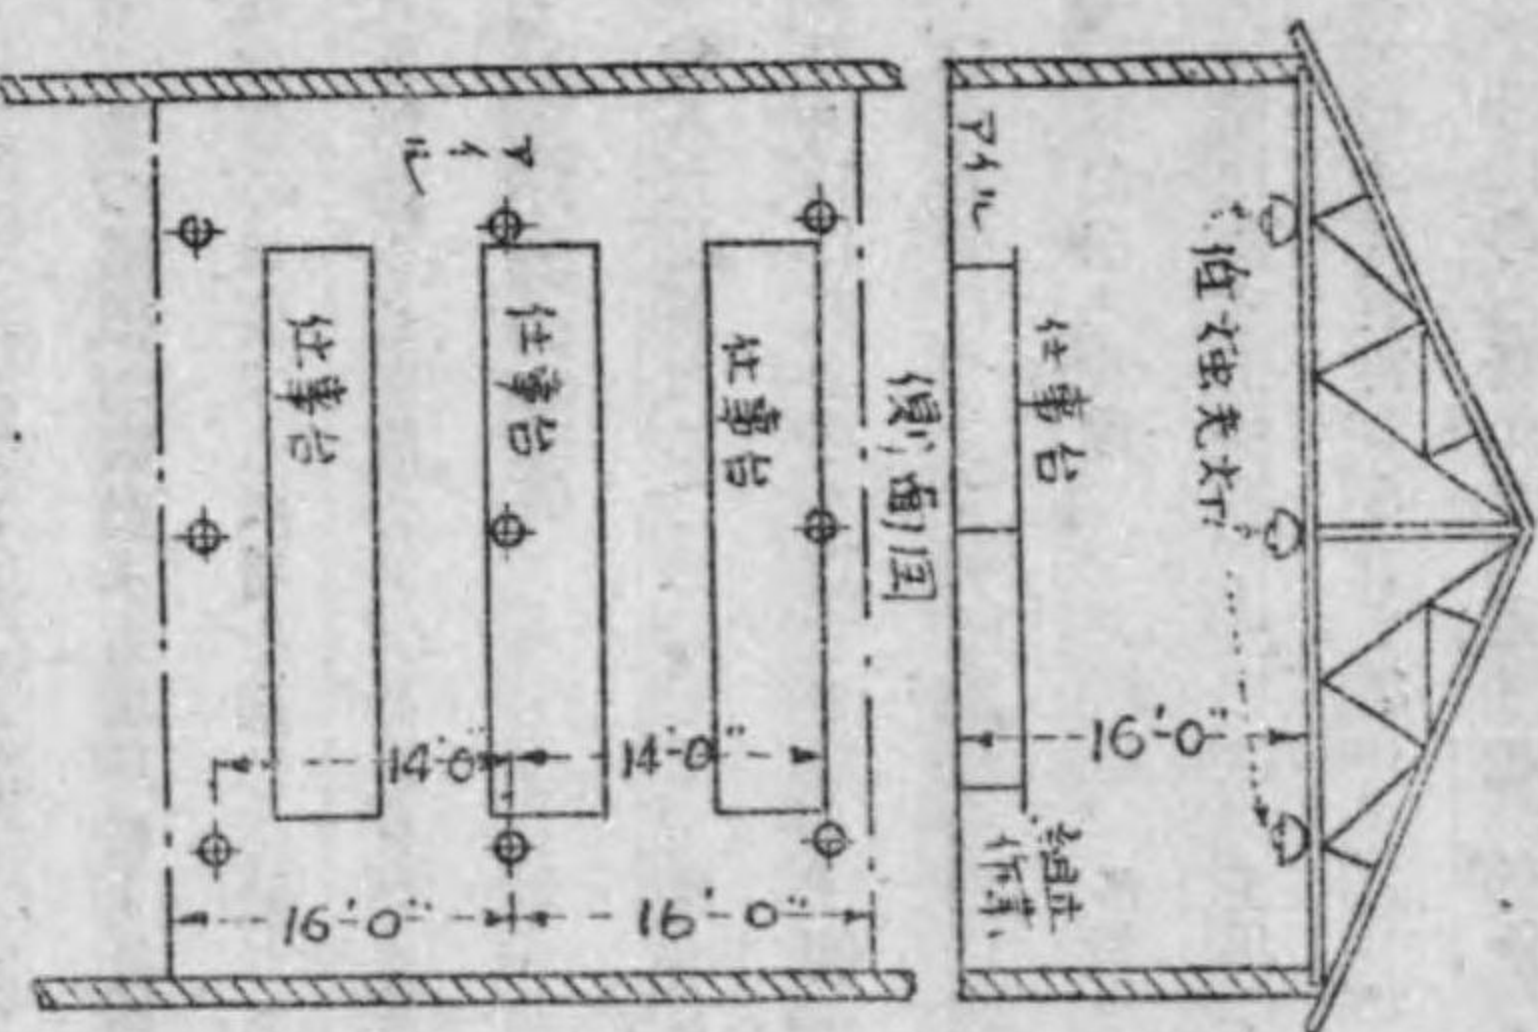 アイル
仕事台
組立
作業
16'-0"
側面図
アイル
仕事台
仕事台
仕事台
14'-0"
14'-0"
16'-0"
16'-0"